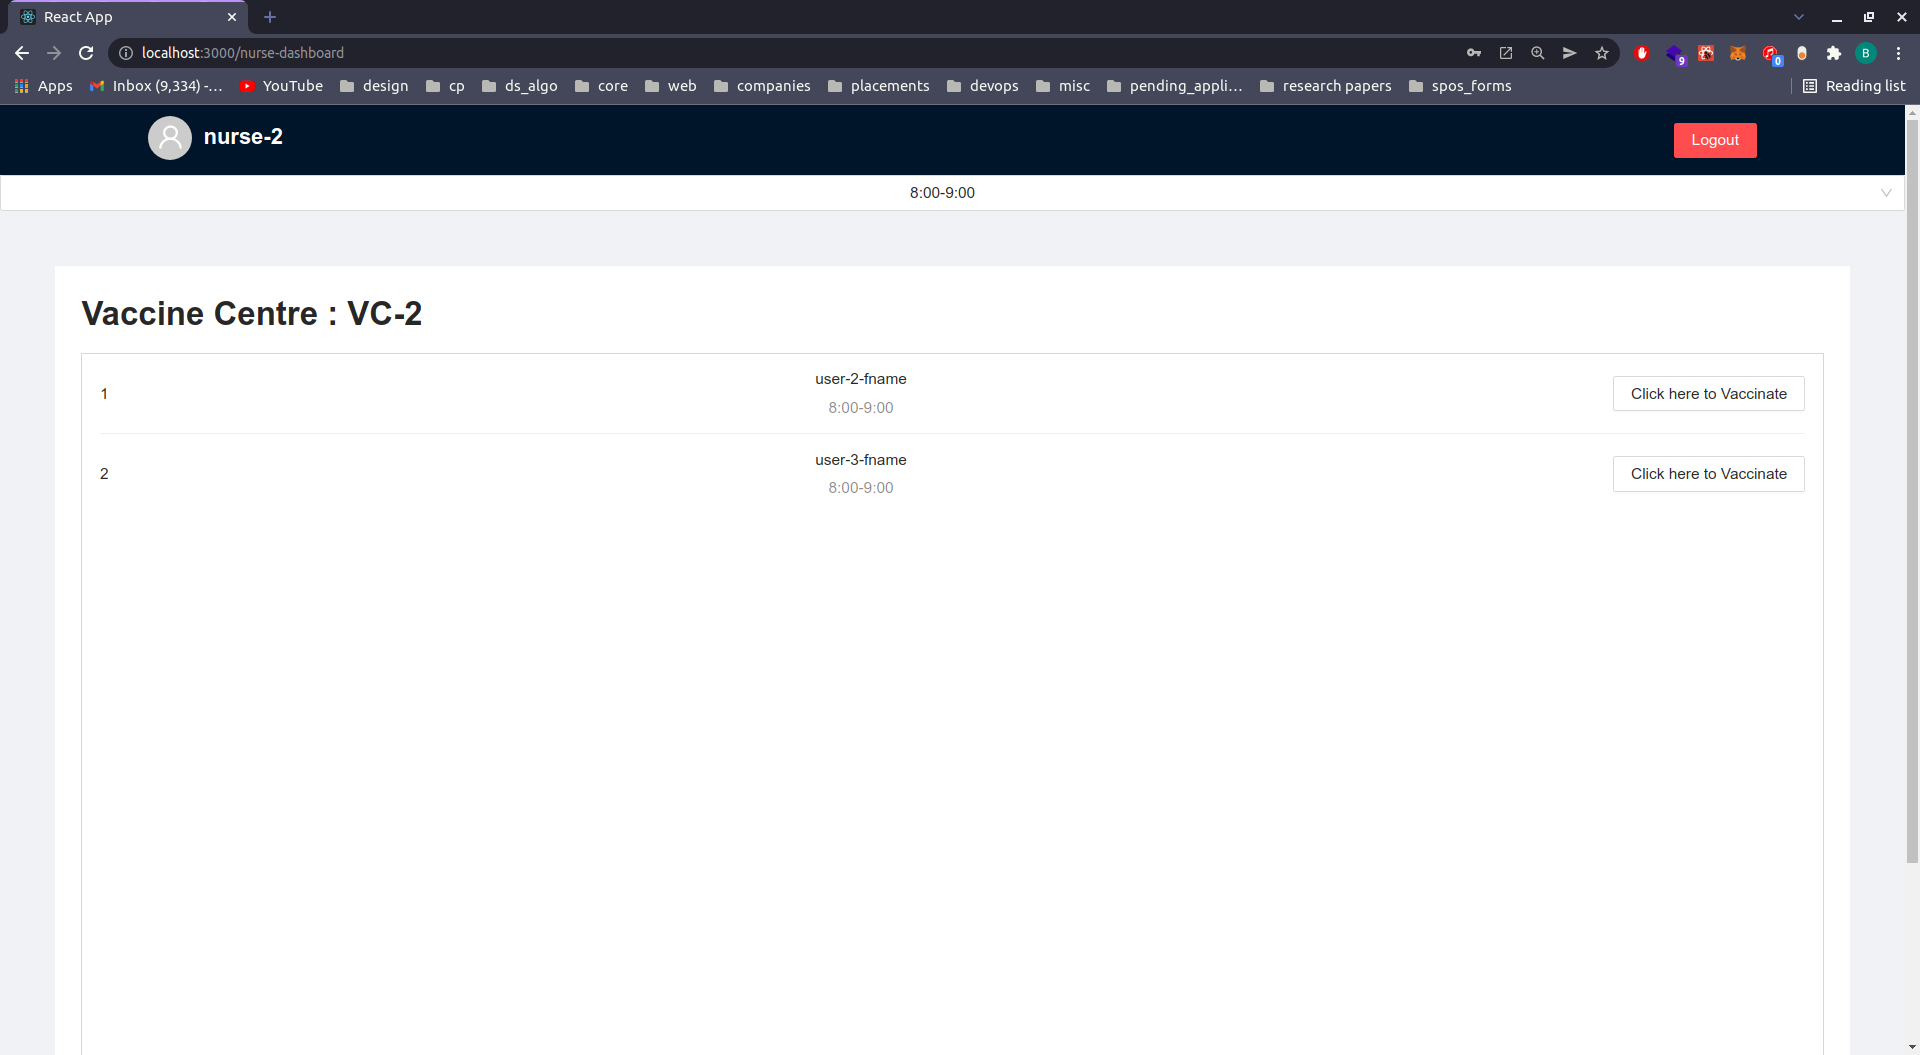 React App
localhost:3000/nurse-dashboard
9
0
B
Apps
Inbox (9,334) -...
YouTube
design
cp
ds_algo
core
web
companies
placements
devops
misc
pending_appli...
research papers
spos_forms
Reading list
nurse-2
Logout
8:00-9:00
Vaccine Centre : VC-2
1
user-2-fname
8:00-9:00
Click here to Vaccinate
2
user-3-fname
8:00-9:00
Click here to Vaccinate